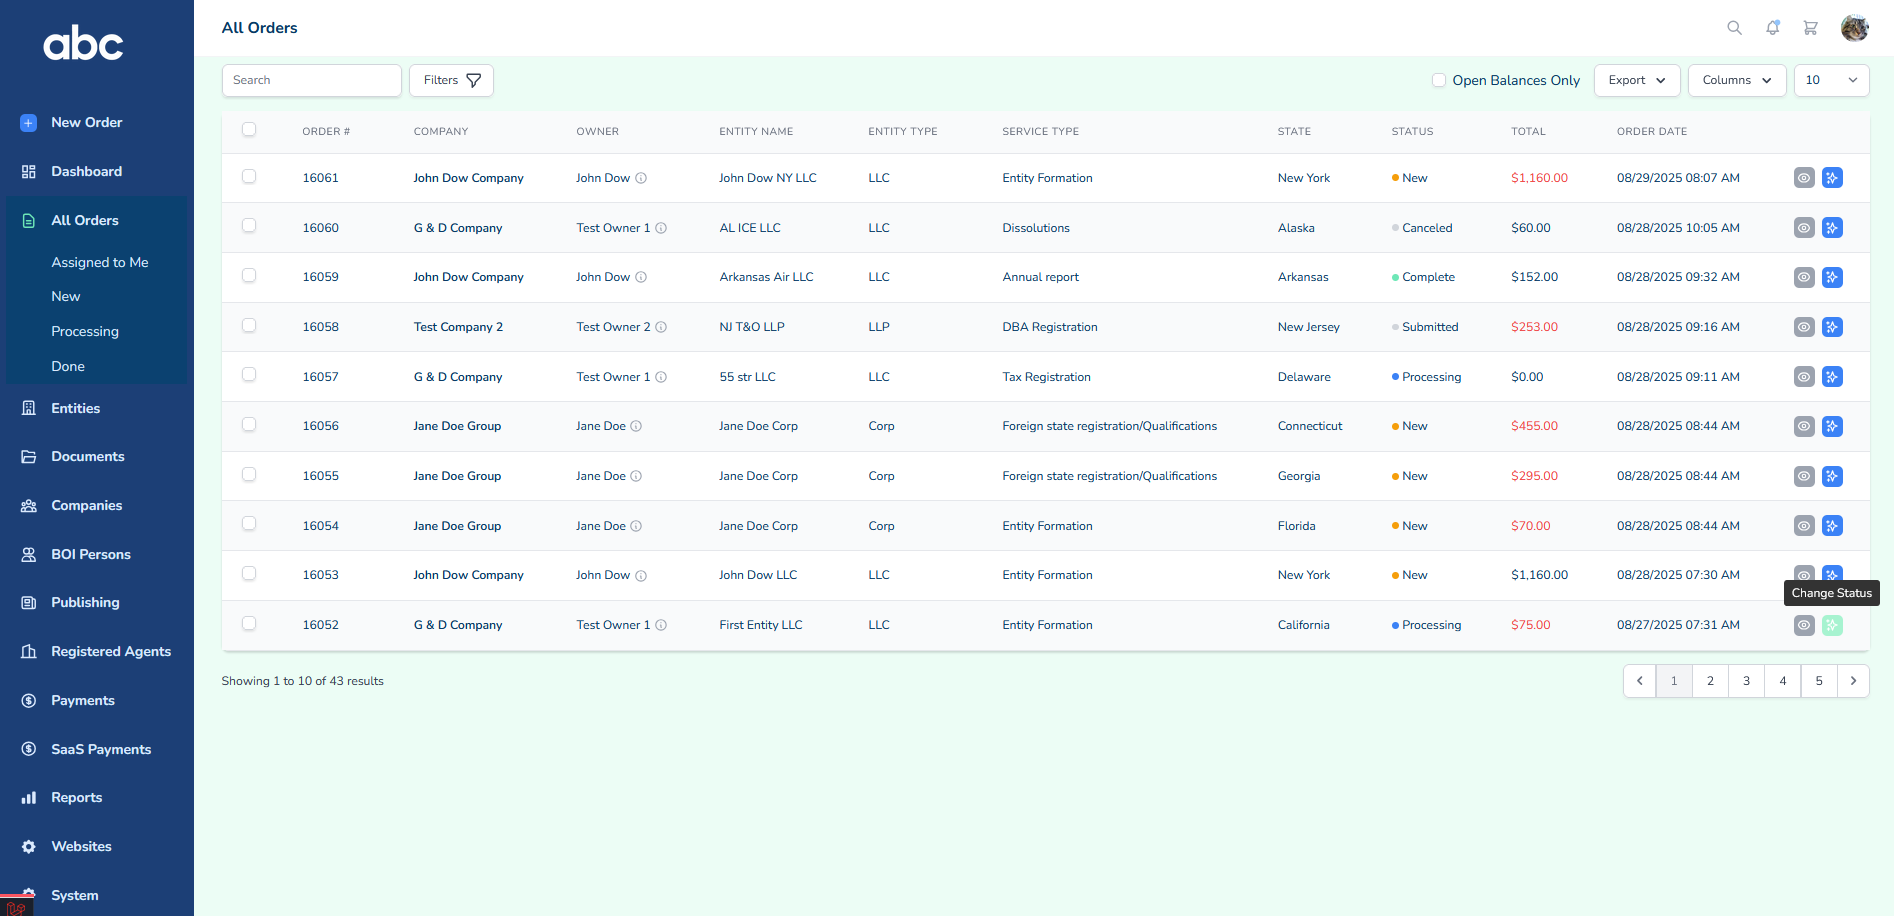 abc
All Orders
New Order
Dashboard
All Orders
Assigned to Me
New
Processing
Done
Entities
Documents
Companies
BOI Persons
Publishing
Registered Agents
Payments
SaaS Payments
Reports
Websites
System
Search
Filters
Open Balances Only
Export
Columns
10
ORDER # COMPANY OWNER ENTITY NAME ENTITY TYPE SERVICE TYPE STATE STATUS TOTAL ORDER DATE
16061 John Dow Company John Dow John Dow NY LLC LLC Entity Formation New York New $1,160.00 08/29/2025 08:07 AM
16060 G & D Company Test Owner 1 AL ICE LLC LLC Dissolutions Alaska Canceled $60.00 08/28/2025 10:05 AM
16059 John Dow Company John Dow Arkansas Air LLC LLC Annual report Arkansas Complete $152.00 08/28/2025 09:32 AM
16058 Test Company 2 Test Owner 2 NJ T&O LLP LLP DBA Registration New Jersey Submitted $253.00 08/28/2025 09:16 AM
16057 G & D Company Test Owner 1 55 str LLC LLC Tax Registration Delaware Processing $0.00 08/28/2025 09:11 AM
16056 Jane Doe Group Jane Doe Jane Doe Corp Corp Foreign state registration/Qualifications Connecticut New $455.00 08/28/2025 08:44 AM
16055 Jane Doe Group Jane Doe Jane Doe Corp Corp Foreign state registration/Qualifications Georgia New $295.00 08/28/2025 08:44 AM
16054 Jane Doe Group Jane Doe Jane Doe Corp Corp Entity Formation Florida New $70.00 08/28/2025 08:44 AM
16053 John Dow Company John Dow John Dow LLC LLC Entity Formation New York New $1,160.00 08/28/2025 07:30 AM
Change Status
16052 G & D Company Test Owner 1 First Entity LLC LLC Entity Formation California Processing $75.00 08/27/2025 07:31 AM
Showing 1 to 10 of 43 results
1 2 3 4 5